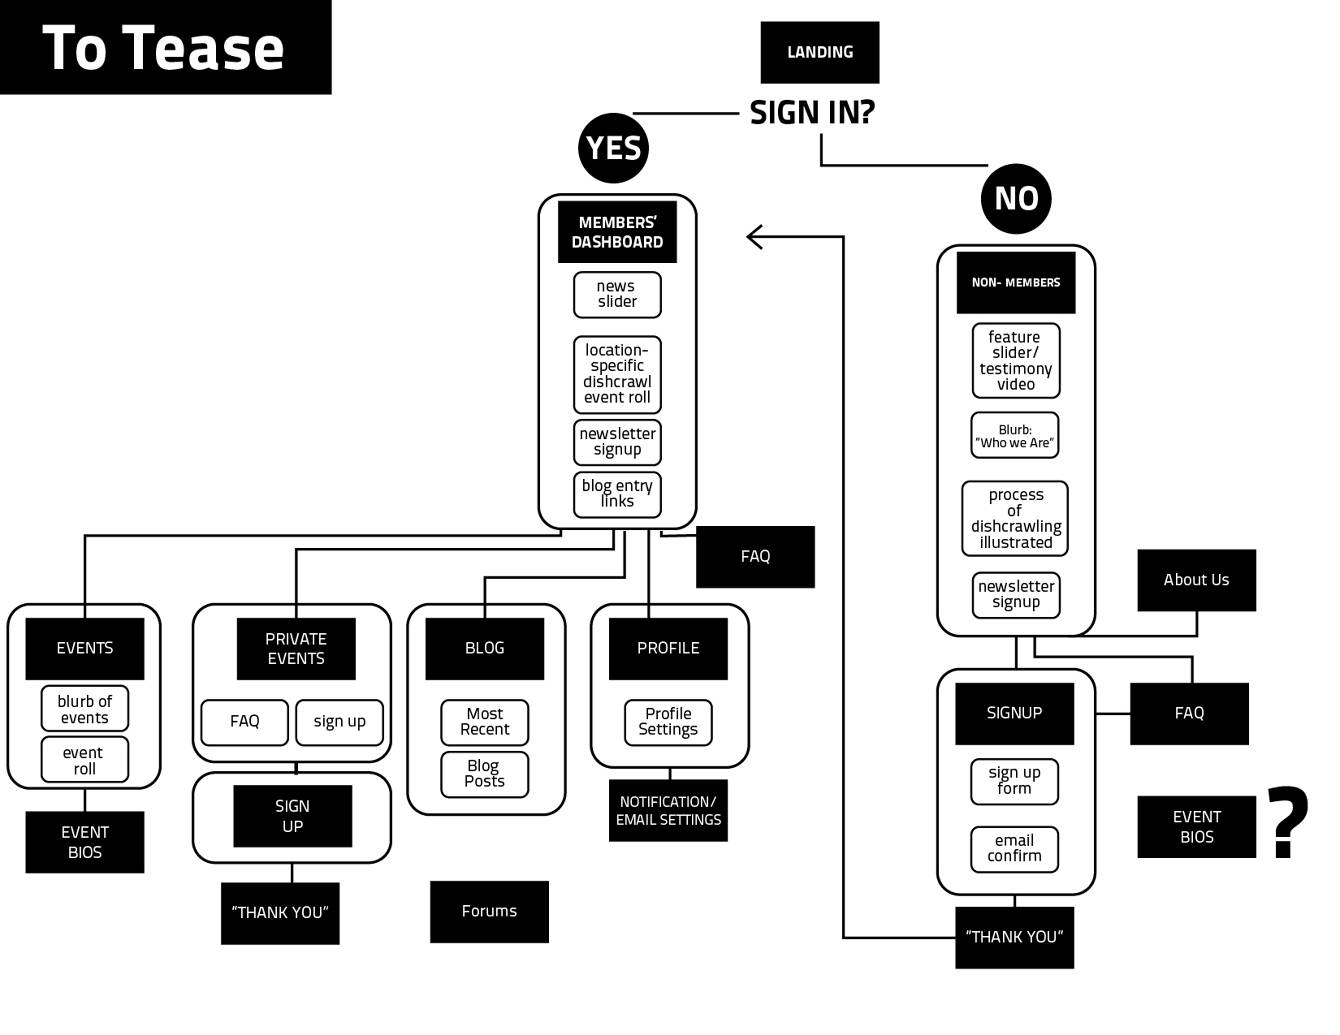 To Tease
LANDING
SIGN IN?
YES
NO
MEMBERS'
DASHBOARD
news
slider
location-
specific
dishcrawl
event roll
newsletter
signup
blog entry
links
NON- MEMBERS
feature
slider/
testimony
video
Blurb:
"Who we Are"
process
of
dishcrawling
illustrated
newsletter
signup
FAQ
About Us
EVENTS
blurb of
events
event
roll
EVENT
BIOS
PRIVATE
EVENTS
FAQ
sign up
SIGN
UP
"THANK YOU"
BLOG
Most
Recent
Blog
Posts
Forums
PROFILE
Profile
Settings
NOTIFICATION/
EMAIL SETTINGS
SIGNUP
sign up
form
email
confirm
"THANK YOU"
FAQ
EVENT
BIOS
?